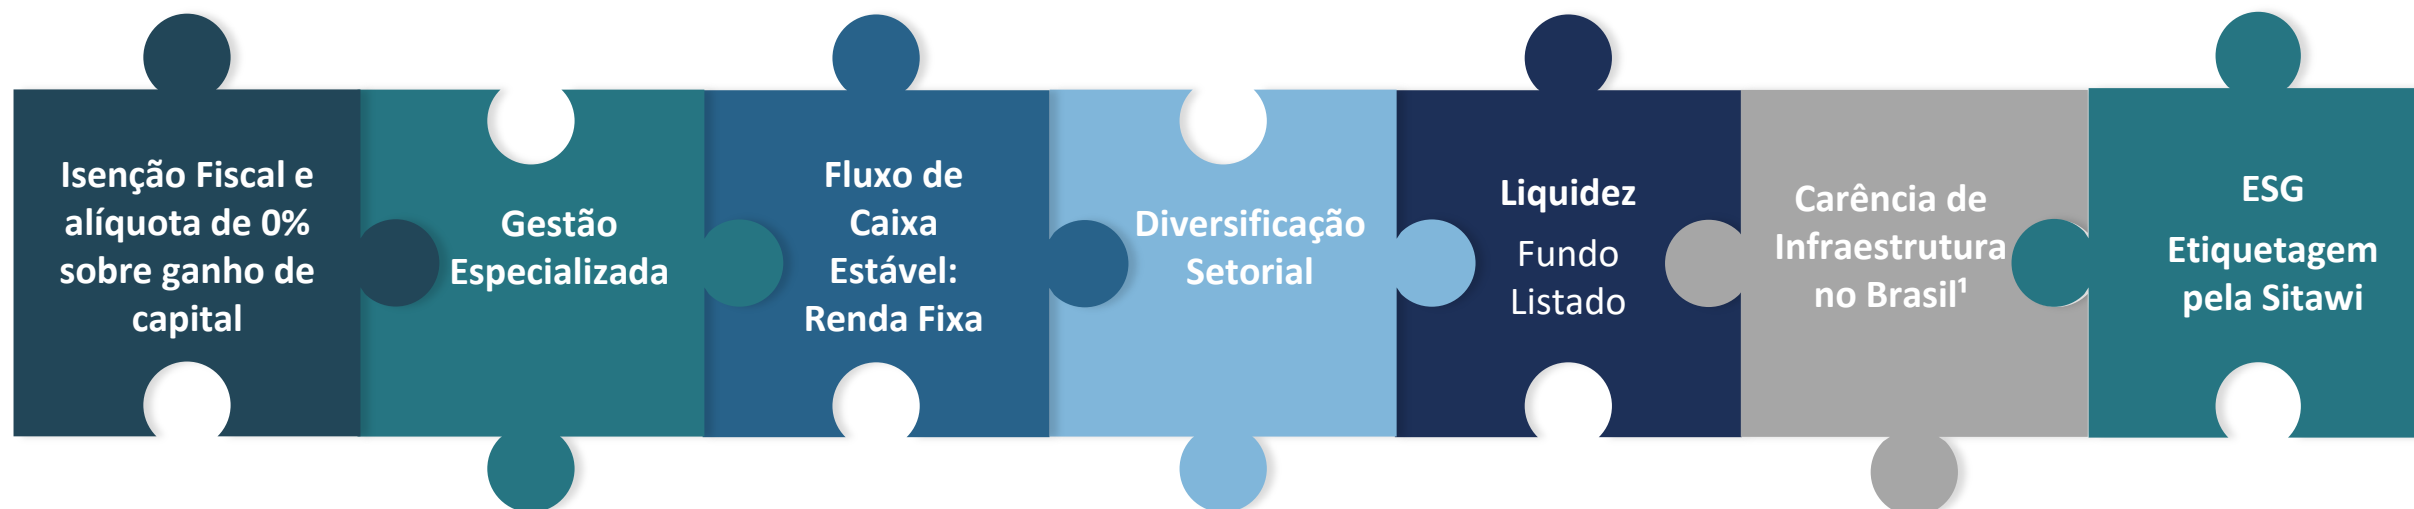 Isenção Fiscal e
alíquota de 0%
sobre ganho de
capital
Gestão
Especializada
Fluxo de
Caixa
Estável:
Renda Fixa
Diversificação
Setorial
Liquidez
Fundo
Listado
Carência de
Infraestrutura
no Brasil¹
ESG
Etiquetagem
pela Sitawi